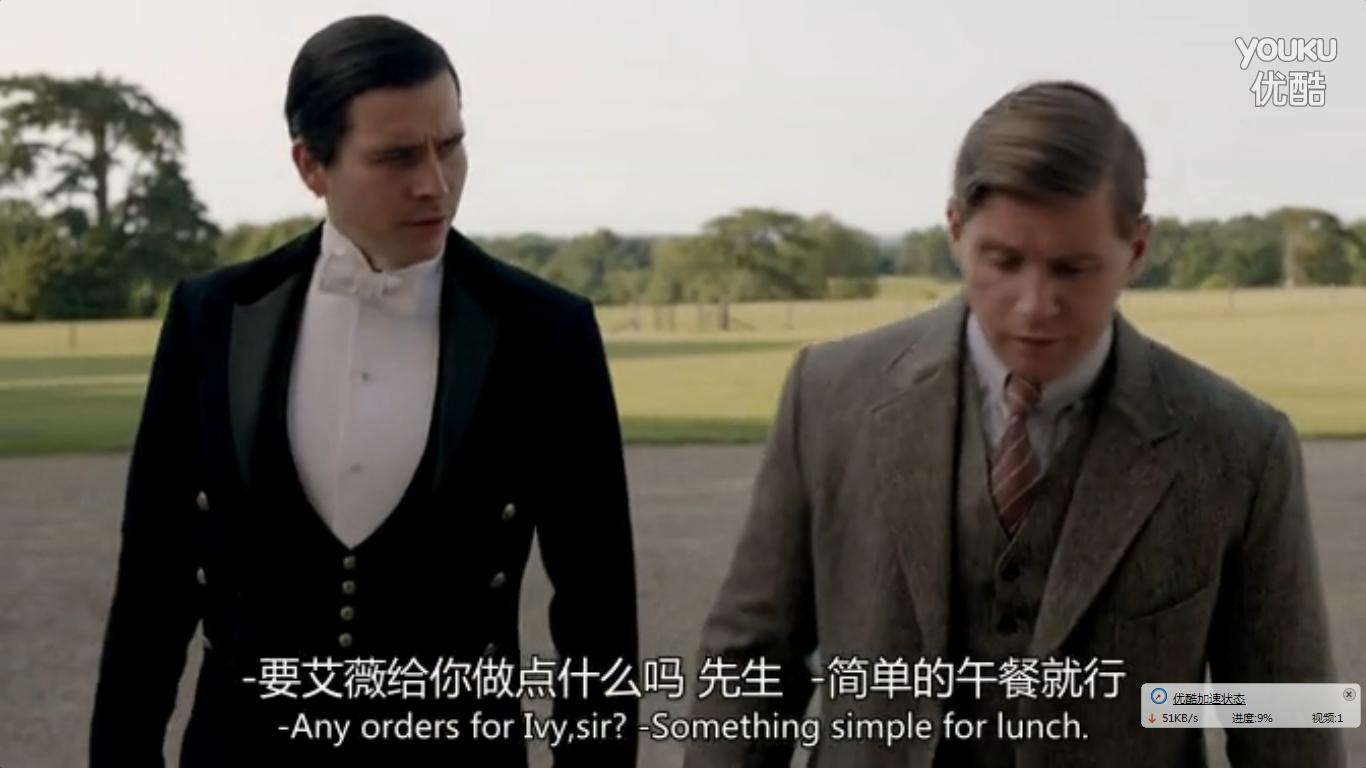 YOUKU
优酷
-要艾薇给你做点什么吗 先生 -简单的午餐就行
-Any orders for Ivy,sir? -Something simple for lunch.
优酷加速状态
51KB/s 进度:9% 视频:1